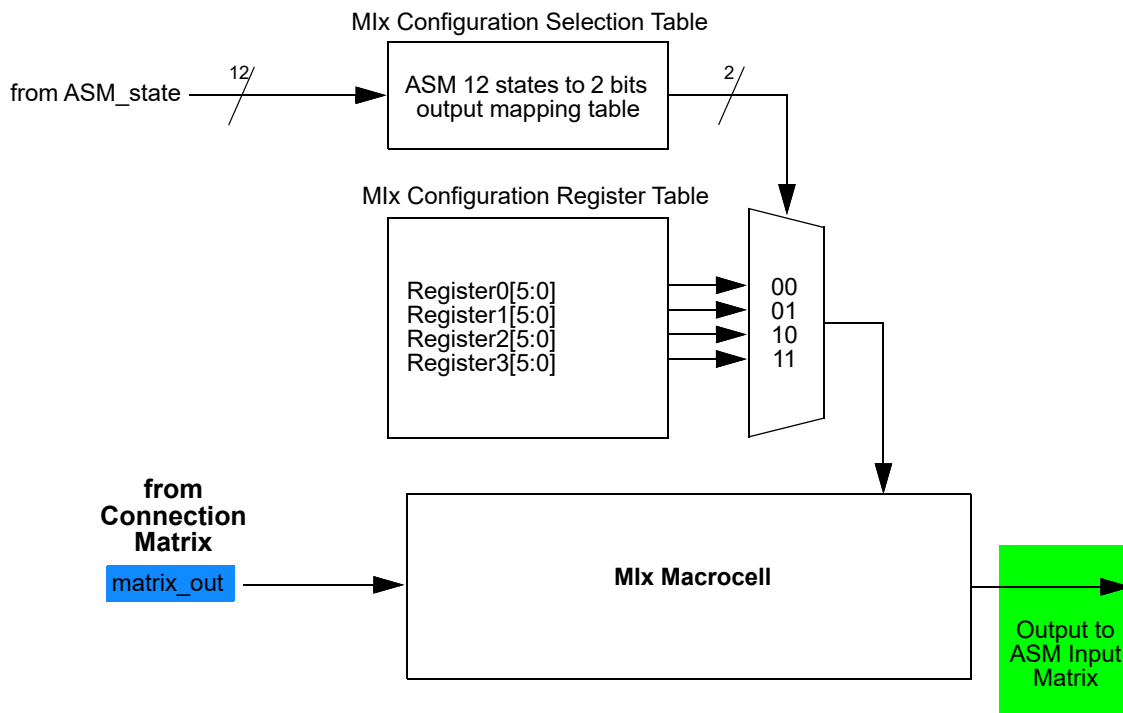 MIx Configuration Selection Table
from ASM_state
12
ASM 12 states to 2 bits
output mapping table
2
MIx Configuration Register Table
Register0[5:0]
Register1[5:0]
Register2[5:0]
Register3[5:0]
00
01
10
11
from
Connection
Matrix
matrix_out
MIx Macrocell
Output to
ASM Input
Matrix